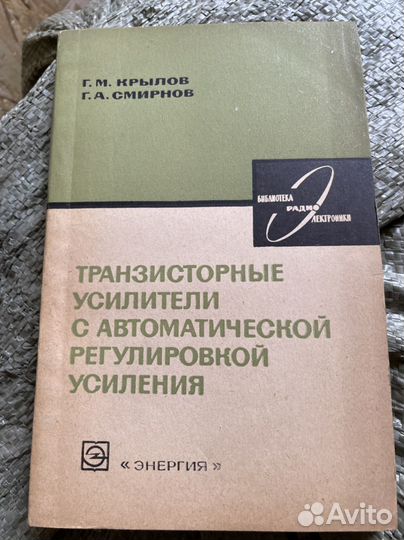 Г. М. КРЫЛОВ
Г. А. СМИРНОВ
БИБЛИОТЕКА
РАДИО
ЭЛЕКТРОНИКИ
ТРАНЗИСТОРНЫЕ
УСИЛИТЕЛИ
С АВТОМАТИЧЕСКОЙ
РЕГУЛИРОВКОЙ
УСИЛЕНИЯ
« ЭНЕРГИЯ »
Avito